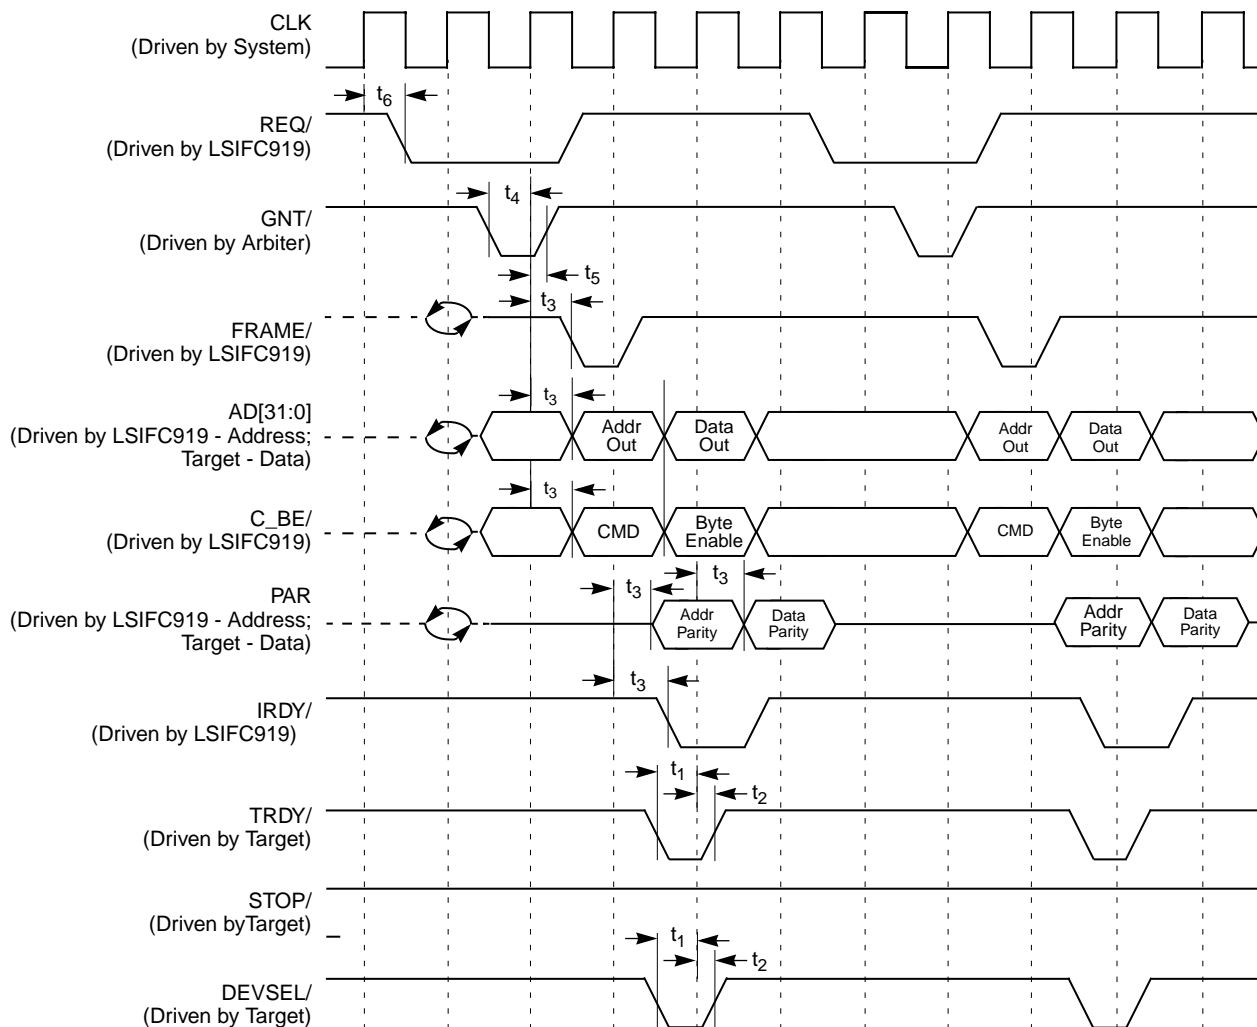 CLK
(Driven by System)
t6
REQ/
(Driven by LSIFC919)
t4
GNT/
(Driven by Arbiter)
t5
t3
FRAME/
(Driven by LSIFC919)
t3
AD[31:0]
(Driven by LSIFC919 - Address;
Target - Data)
Addr
Out
Data
Out
Addr
Out
Data
Out
t3
C_BE/
(Driven by LSIFC919)
CMD
Byte
Enable
CMD
Byte
Enable
t3
t3
PAR
(Driven by LSIFC919 - Address;
Target - Data)
Addr
Parity
Data
Parity
Addr
Parity
Data
Parity
t3
IRDY/
(Driven by LSIFC919)
t1
t2
TRDY/
(Driven by Target)
STOP/
(Driven byTarget)
t1
t2
DEVSEL/
(Driven by Target)